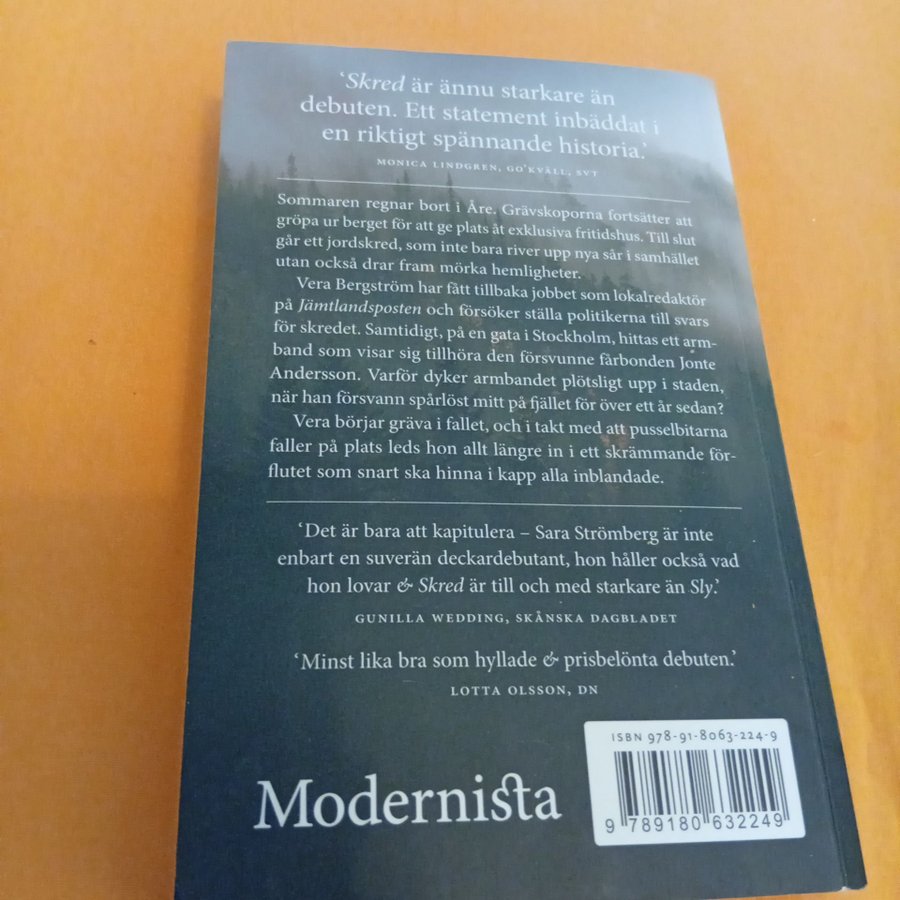 ‘Skred är ännu starkare än
debuten. Ett statement inbäddat i
en riktigt spännande historia.’
MONICA LINDGREN, GO’KVÄLL, SVT
Sommaren regnar bort i Åre. Grävskoporna fortsätter att
gröpa ur berget för att ge plats åt exklusiva fritidshus. Till slut
går ett jordskred, som inte bara river upp nya sår i samhället
utan också drar fram mörka hemligheter.
Vera Bergström har fått tillbaka jobbet som lokalredaktör
på Jämtlandsposten och försöker ställa politikerna till svars
för skredet. Samtidigt, på en gata i Stockholm, hittas ett arm-
band som visar sig tillhöra den försvunne fårbonden Jonte
Andersson. Varför dyker armbandet plötsligt upp i staden,
när han försvann spårlöst mitt på fjället för över ett år sedan?
Vera börjar gräva i fallet, och i takt med att pusselbitarna
faller på plats leds hon allt längre in i ett skrämmande för-
flutet som snart ska hinna i kapp alla inblandade.
‘Det är bara att kapitulera – Sara Strömberg är inte
enbart en suverän deckardebutant, hon håller också vad
hon lovar & Skred är till och med starkare än Sly.’
GUNILLA WEDDING, SKÅNSKA DAGBLADET
‘Minst lika bra som hyllade & prisbelönta debuten.’
LOTTA OLSSON, DN
ISBN 978-91-8063-224-9
Modernista
9 789180 632249